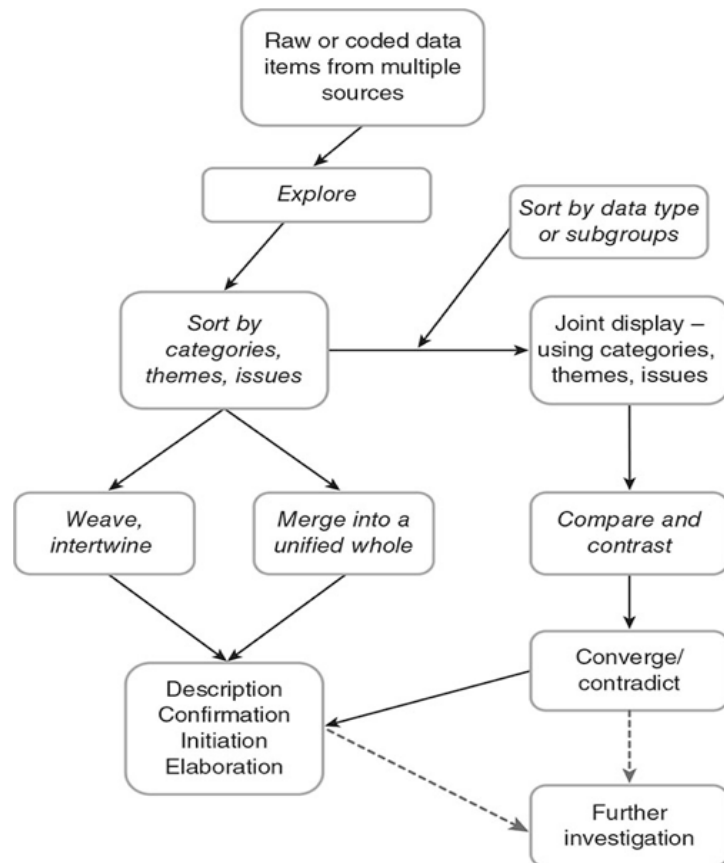 Raw or coded data
items from multiple
sources
Explore
Sort by data type
or subgroups
Sort by
categories,
themes, issues
Joint display –
using categories,
themes, issues
Weave,
intertwine
Merge into a
unified whole
Compare and
contrast
Description
Confirmation
Initiation
Elaboration
Converge/
contradict
Further
investigation